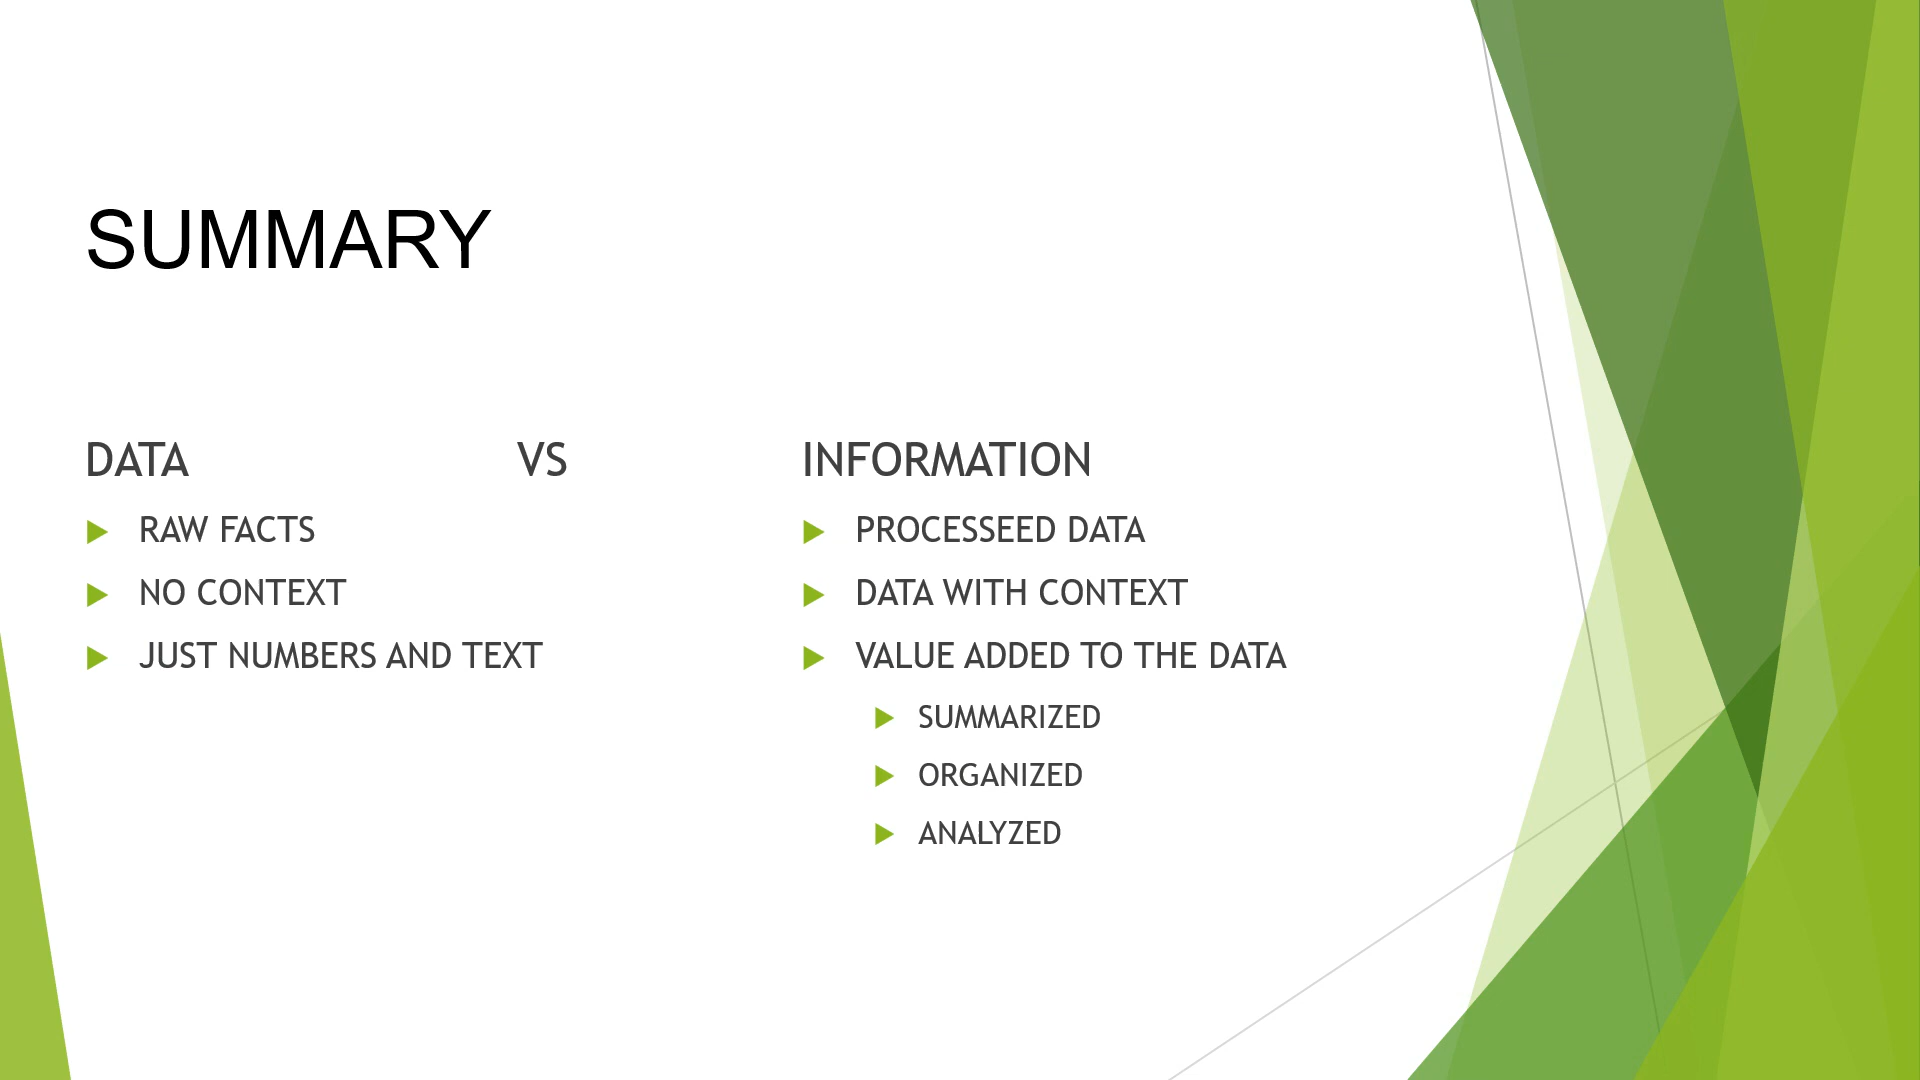 SUMMARY
DATA VS
RAW FACTS
NO CONTEXT
JUST NUMBERS AND TEXT
INFORMATION
PROCESSEED DATA
DATA WITH CONTEXT
VALUE ADDED TO THE DATA
SUMMARIZED
ORGANIZED
ANALYZED